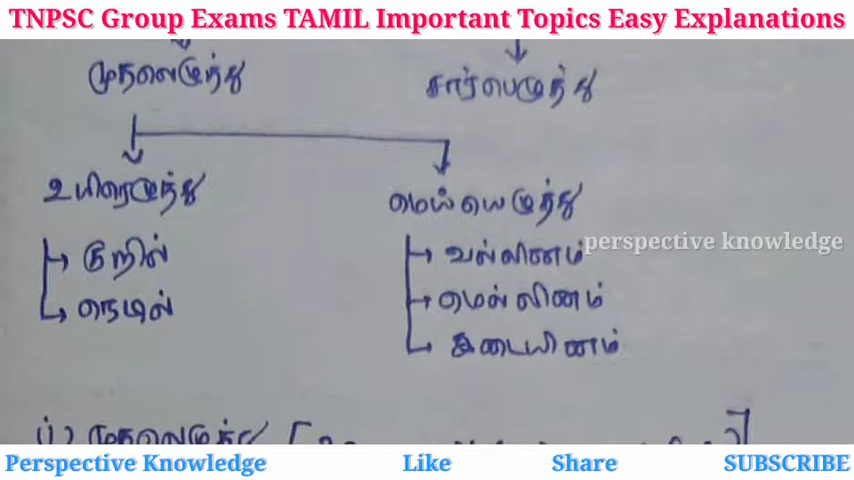 TNPSC Group Exams TAMIL Important Topics Easy Explanations
முதலெழுத்து சார்பெழுத்து
உயிரெழுத்து மெய்யெழுத்து
perspective knowledge
குறில் வல்லினம்
நெடில் மெல்லினம்
இடையினம்
முதலெழுத்து
Perspective Knowledge Like Share SUBSCRIBE